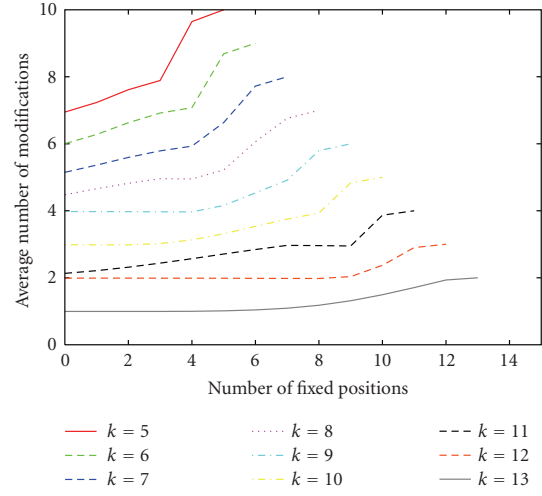 10
8
6
4
2
0
Average number of modifications
0 2 4 6 8 10 12 14
Number of fixed positions
k = 5
k = 6
k = 7
k = 8
k = 9
k = 10
k = 11
k = 12
k = 13